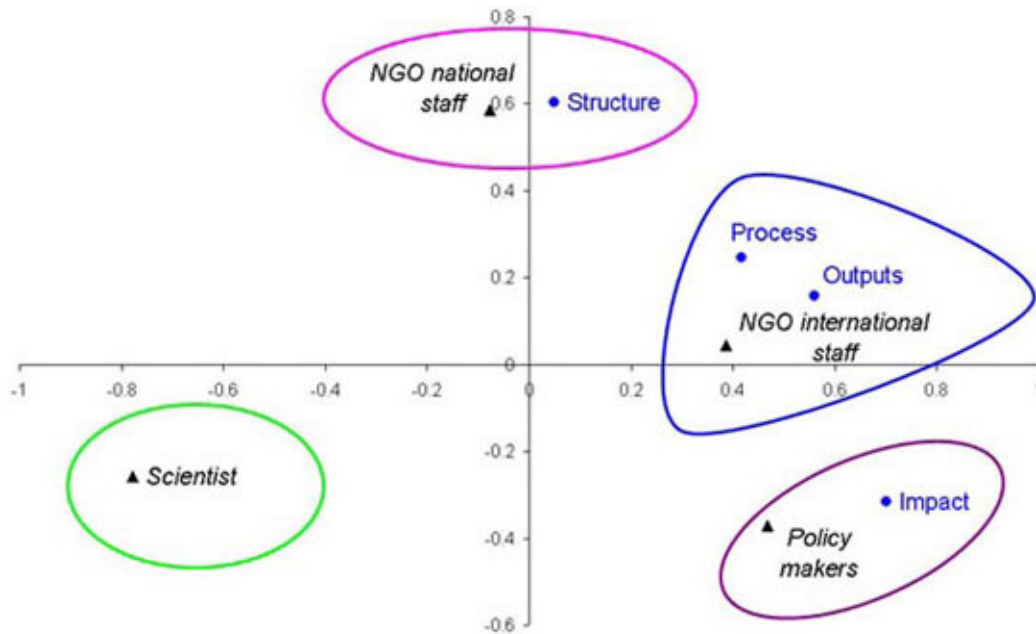 0.8
NGO national
staff
Structure
0.6
0.4
Process
0.2
Outputs
NGO international
staff
0
-1
-0.8
-0.6
-0.4
-0.2
0
0.2
0.4
0.6
0.8
-0.2
Scientist
Impact
-0.4
Policy
makers
-0.6